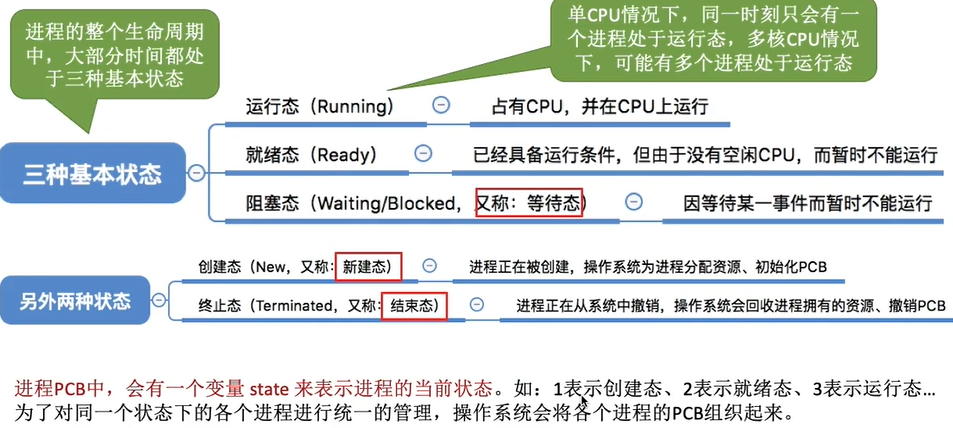 进程的整个生命周期
中，大部分时间都处
于三种基本状态
单CPU情况下，同一时刻只会有一
个进程处于运行态，多核CPU情况
下，可能有多个进程处于运行态
三种基本状态
运行态（Running）
占有CPU，并在CPU上运行
就绪态（Ready）
已经具备运行条件，但由于没有空闲CPU，而暂时不能运行
阻塞态（Waiting/Blocked，又称：等待态）
因等待某一事件而暂时不能运行
另外两种状态
创建态（New，又称：新建态）
进程正在被创建，操作系统为进程分配资源、初始化PCB
终止态（Terminated，又称：结束态）
进程正在从系统中撤销，操作系统会回收进程拥有的资源、撤销PCB
进程PCB中，会有一个变量 state 来表示进程的当前状态。如：1表示创建态、2表示就绪态、3表示运行态…
为了对同一个状态下的各个进程进行统一的管理，操作系统会将各个进程的PCB组织起来。